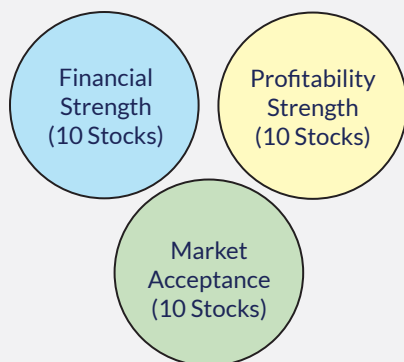 Financial
Strength
(10 Stocks)
Profitability
Strength
(10 Stocks)
Market
Acceptance
(10 Stocks)